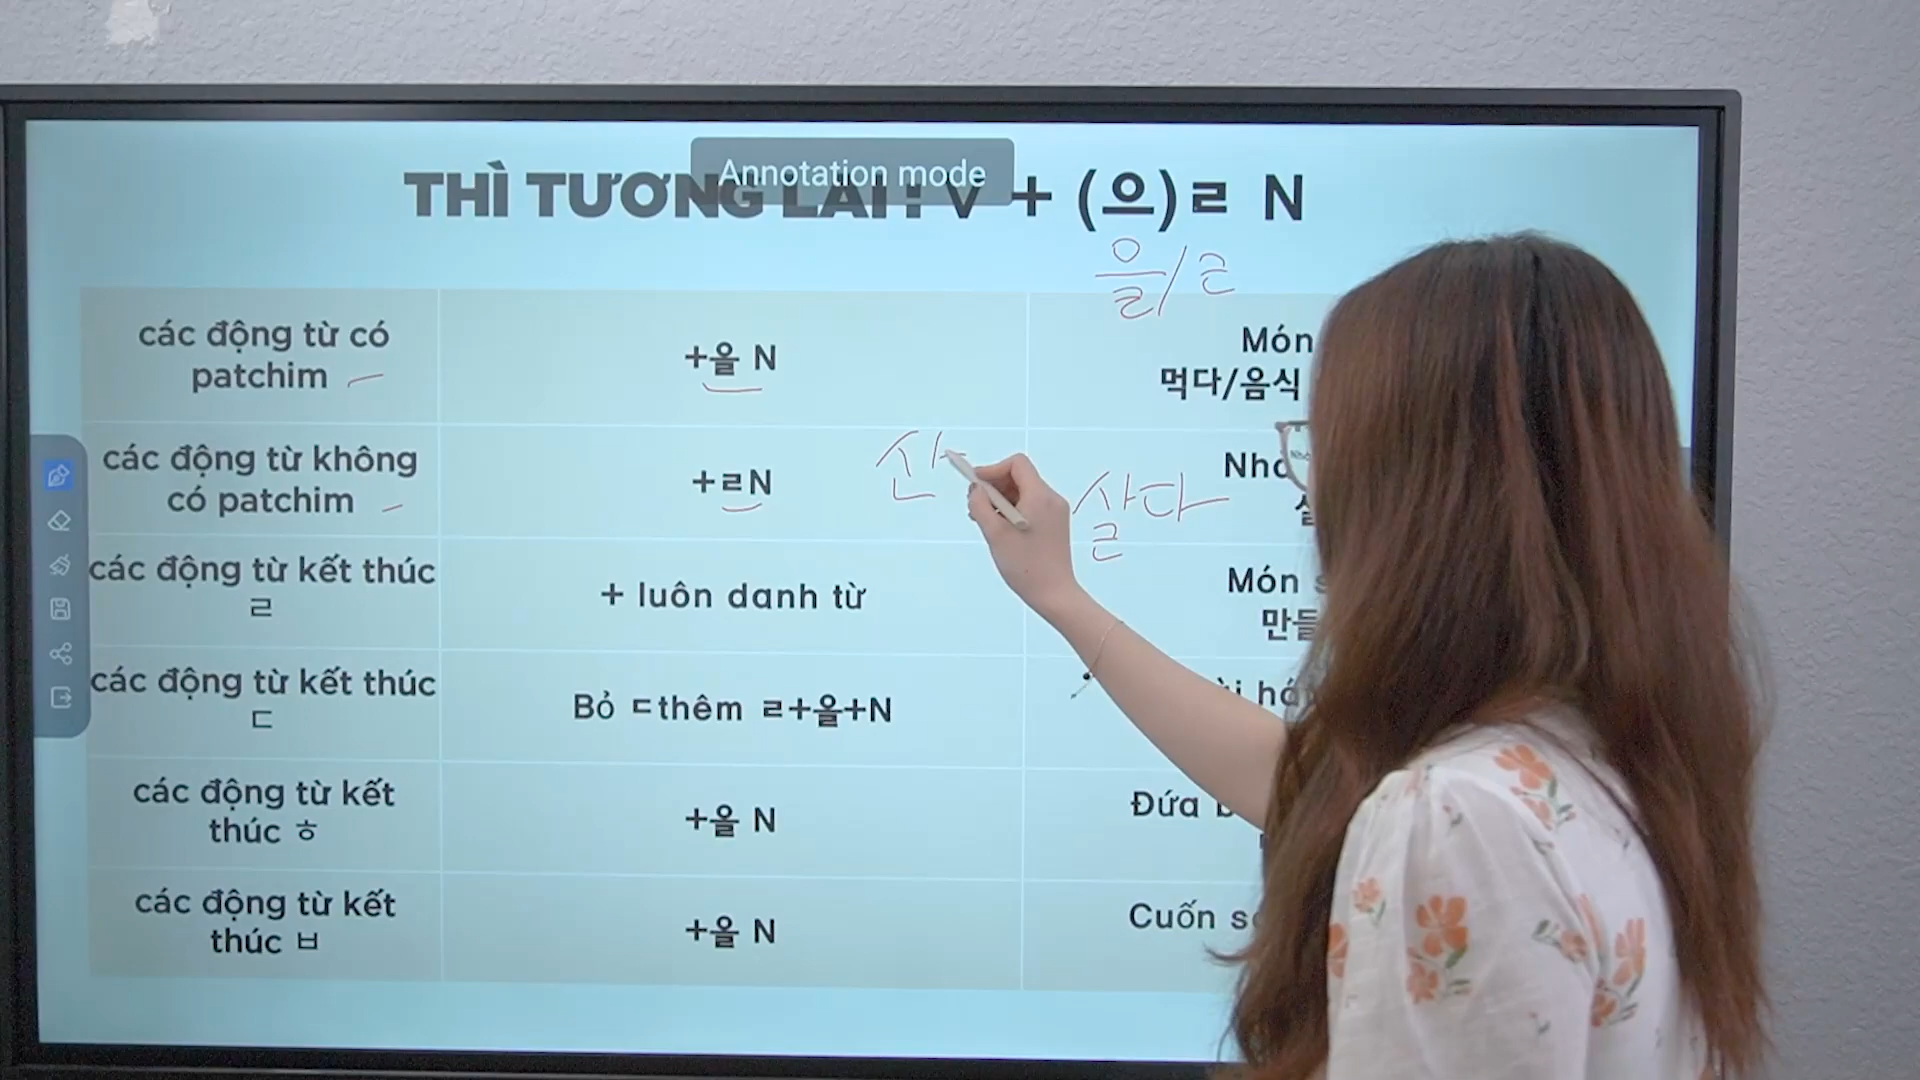 Annotation mode
THÌ TƯƠNG LAI : V + (으)ㄹ N
을/ㄹ
các động từ có
patchim
+을 N
Món
먹다/음식
các động từ không
có patchim
+ㄹN
산
살다
các động từ kết thúc
ㄹ
+ luôn danh từ
Món
các động từ kết thúc
ㄷ
Bỏ ㄷthêm ㄹ+을+N
các động từ kết
thúc ㅎ
+을 N
Đứa
các động từ kết
thúc ㅂ
+을 N
Cuốn